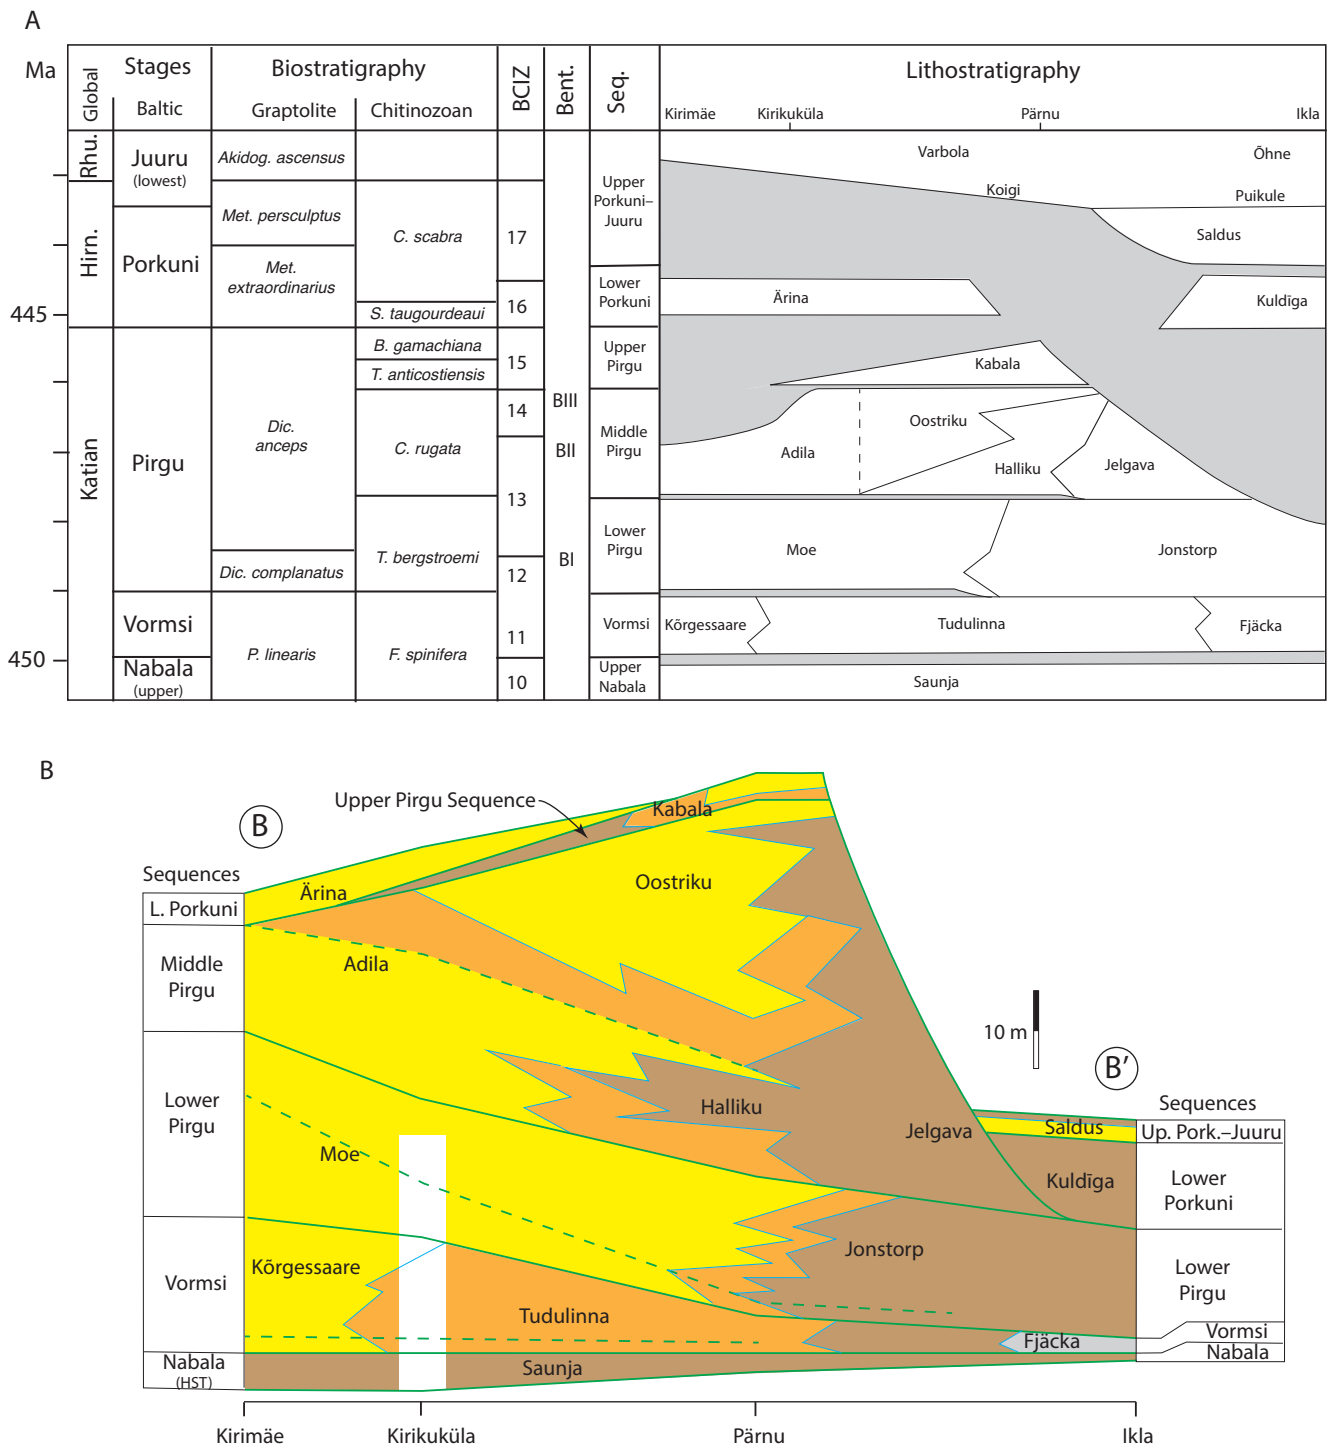 A
Ma
Global
Stages
Baltic
Biostratigraphy
Graptolite
Chitinozoan
BCIZ
Bent.
Seq.
Lithostratigraphy
Kirimäe
Kirikuküla
Pärnu
Ikla
Rhu.
Hirn.
Katian
445
450
Juuru
(lowest)
Porkuni
Pirgu
Vormsi
Nabala
(upper)
Akidog. ascensus
Met. persculptus
Met.
extraordinarius
Dic.
anceps
Dic. complanatus
P. linearis
C. scabra
S. taugourdeaui
B. gamachiana
T. anticostiensis
C. rugata
T. bergstroemi
F. spinifera
17
16
15
14
13
12
11
10
BIII
BII
BI
Upper
Porkuni–
Juuru
Lower
Porkuni
Upper
Pirgu
Middle
Pirgu
Lower
Pirgu
Vormsi
Upper
Nabala
Varbola
Õhne
Koigi
Puikule
Saldus
Ärina
Kuldīga
Kabala
Oostriku
Adila
Halliku
Jelgava
Moe
Jonstorp
Kõrgessaare
Tudulinna
Fjäcka
Saunja
B
B
Upper Pirgu Sequence
Kabala
Sequences
L. Porkuni
Middle
Pirgu
Lower
Pirgu
Vormsi
Nabala
(HST)
Ärina
Oostriku
Adila
10 m
B′
Halliku
Jelgava
Moe
Kõrgessaare
Jonstorp
Tudulinna
Saunja
Fjäcka
Saldus
Kuldīga
Sequences
Up. Pork.–Juuru
Lower
Porkuni
Lower
Pirgu
Vormsi
Nabala
Kirimäe
Kirikuküla
Pärnu
Ikla